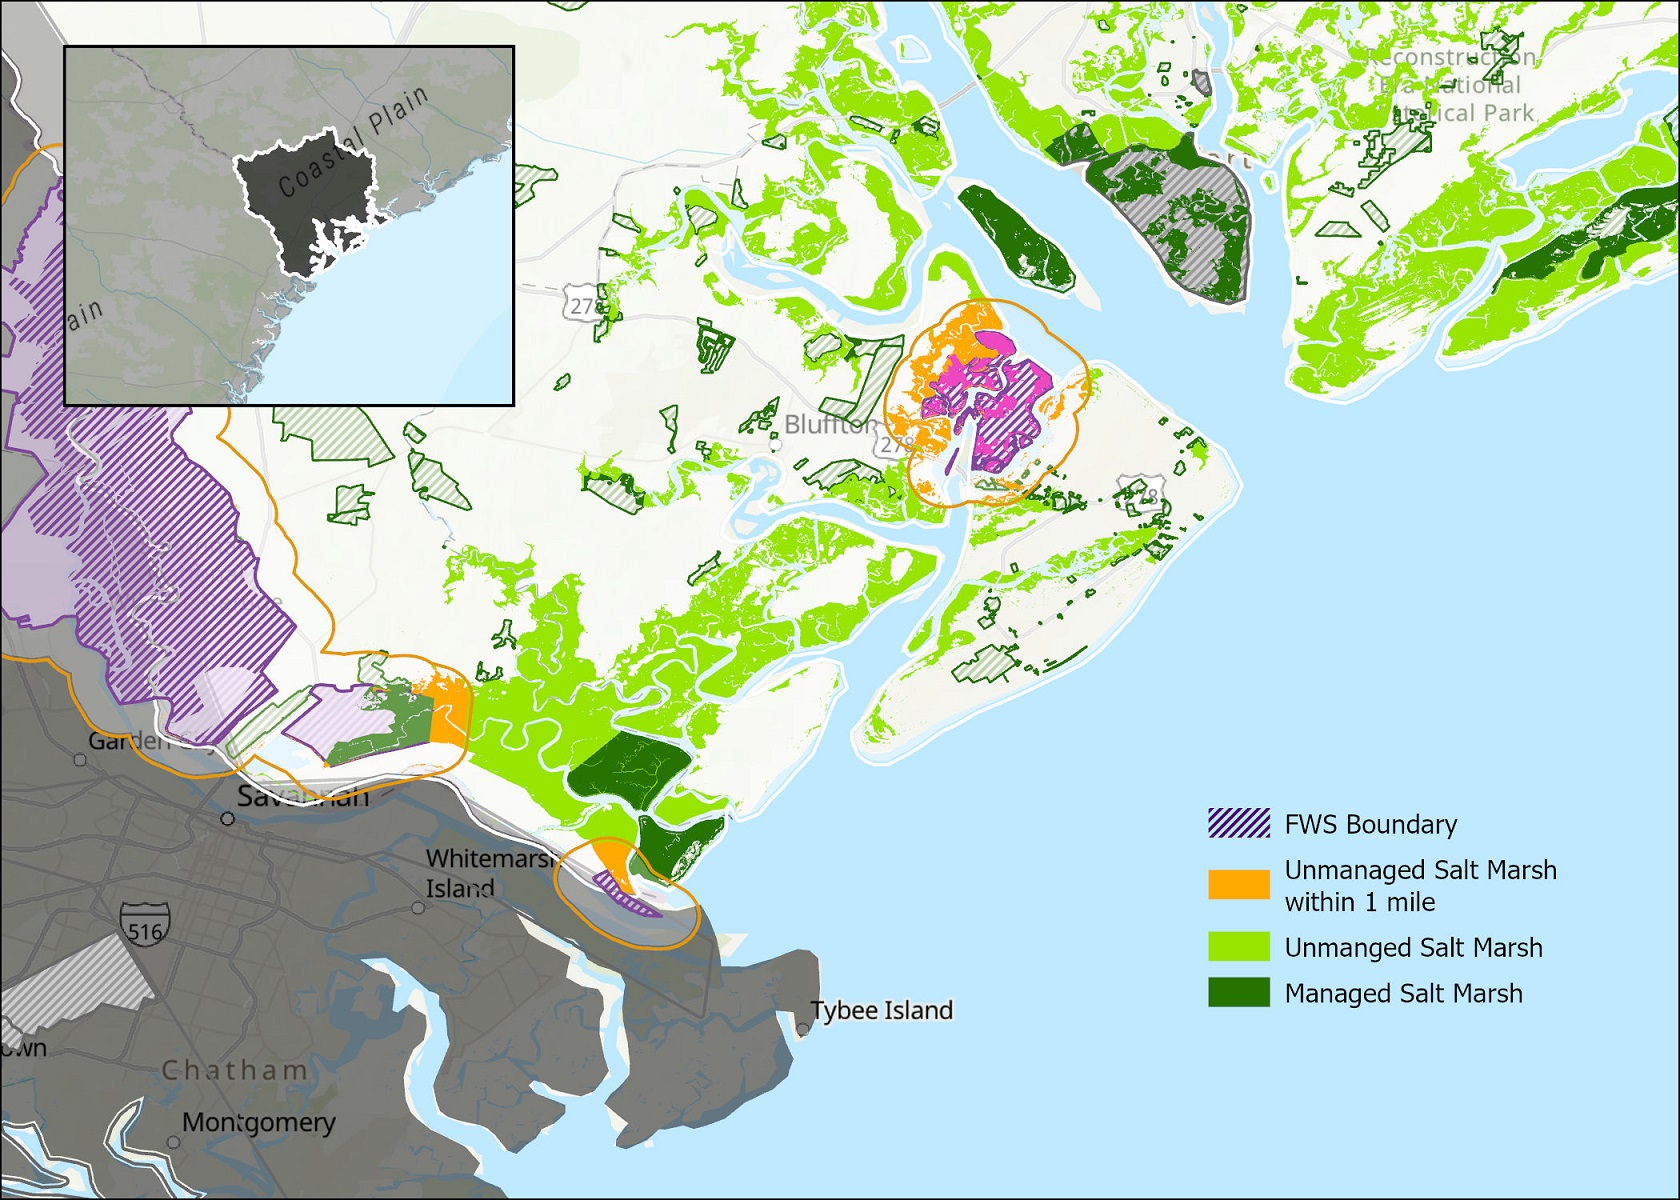 Coastal Plain
ain
Reconstruction
Era National
Historical Park
278
Bluffton
278
278
Garden City
Savannah
Whitemarsh
Island
516
Tybee Island
own
Chatham
Montgomery
FWS Boundary
Unmanaged Salt Marsh
within 1 mile
Unmanged Salt Marsh
Managed Salt Marsh